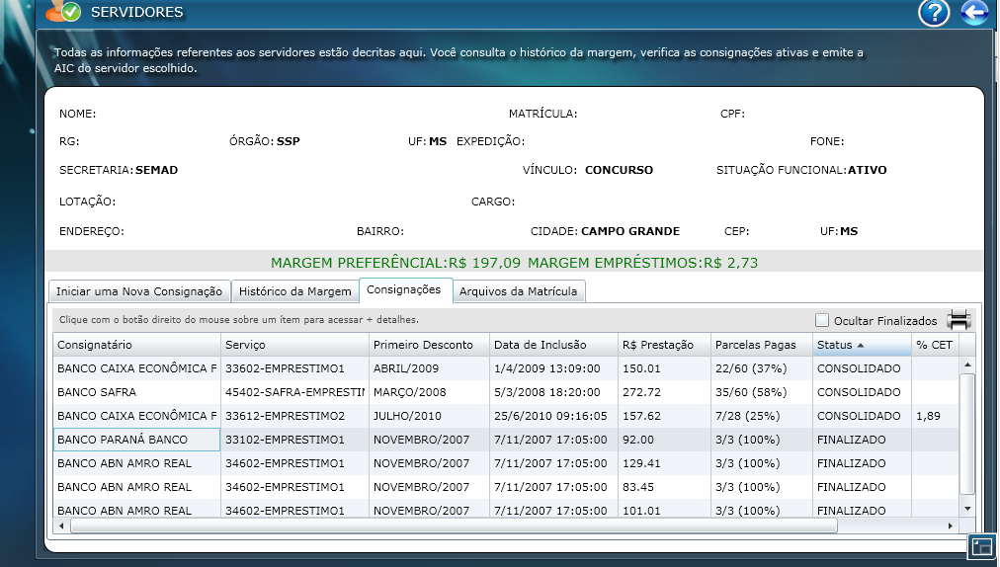 SERVIDORES
Todas as informações referentes aos servidores estão decritas aqui. Você consulta o histórico da margem, verifica as consignações ativas e emite a
AIC do servidor escolhido.
NOME: MATRÍCULA: CPF:
RG: ÓRGÃO: SSP UF: MS EXPEDIÇÃO: FONE:
SECRETARIA: SEMAD VÍNCULO: CONCURSO SITUAÇÃO FUNCIONAL: ATIVO
LOTAÇÃO: CARGO:
ENDEREÇO: BAIRRO: CIDADE: CAMPO GRANDE CEP: UF: MS
MARGEM PREFERÊNCIAL:R$ 197,09 MARGEM EMPRÉSTIMOS:R$ 2,73
Iniciar uma Nova Consignação Histórico da Margem Consignações Arquivos da Matrícula
Clique com o botão direito do mouse sobre um ítem para acessar + detalhes. Ocultar Finalizados
Consignatário Serviço Primeiro Desconto Data de Inclusão R$ Prestação Parcelas Pagas Status % CET
BANCO CAIXA ECONÔMICA F 33602-EMPRESTIMO1 ABRIL/2009 1/4/2009 13:09:00 150.01 22/60 (37%) CONSOLIDADO
BANCO SAFRA 45402-SAFRA-EMPRESTIM MARÇO/2008 5/3/2008 18:20:00 272.72 35/60 (58%) CONSOLIDADO
BANCO CAIXA ECONÔMICA F 33612-EMPRESTIMO2 JULHO/2010 25/6/2010 09:16:05 157.62 7/28 (25%) CONSOLIDADO 1,89
BANCO PARANÁ BANCO 33102-EMPRESTIMO1 NOVEMBRO/2007 7/11/2007 17:05:00 92.00 3/3 (100%) FINALIZADO
BANCO ABN AMRO REAL 34602-EMPRESTIMO1 NOVEMBRO/2007 7/11/2007 17:05:00 129.41 3/3 (100%) FINALIZADO
BANCO ABN AMRO REAL 34602-EMPRESTIMO1 NOVEMBRO/2007 7/11/2007 17:05:00 83.45 3/3 (100%) FINALIZADO
BANCO ABN AMRO REAL 34602-EMPRESTIMO1 NOVEMBRO/2007 7/11/2007 17:05:00 101.01 3/3 (100%) FINALIZADO